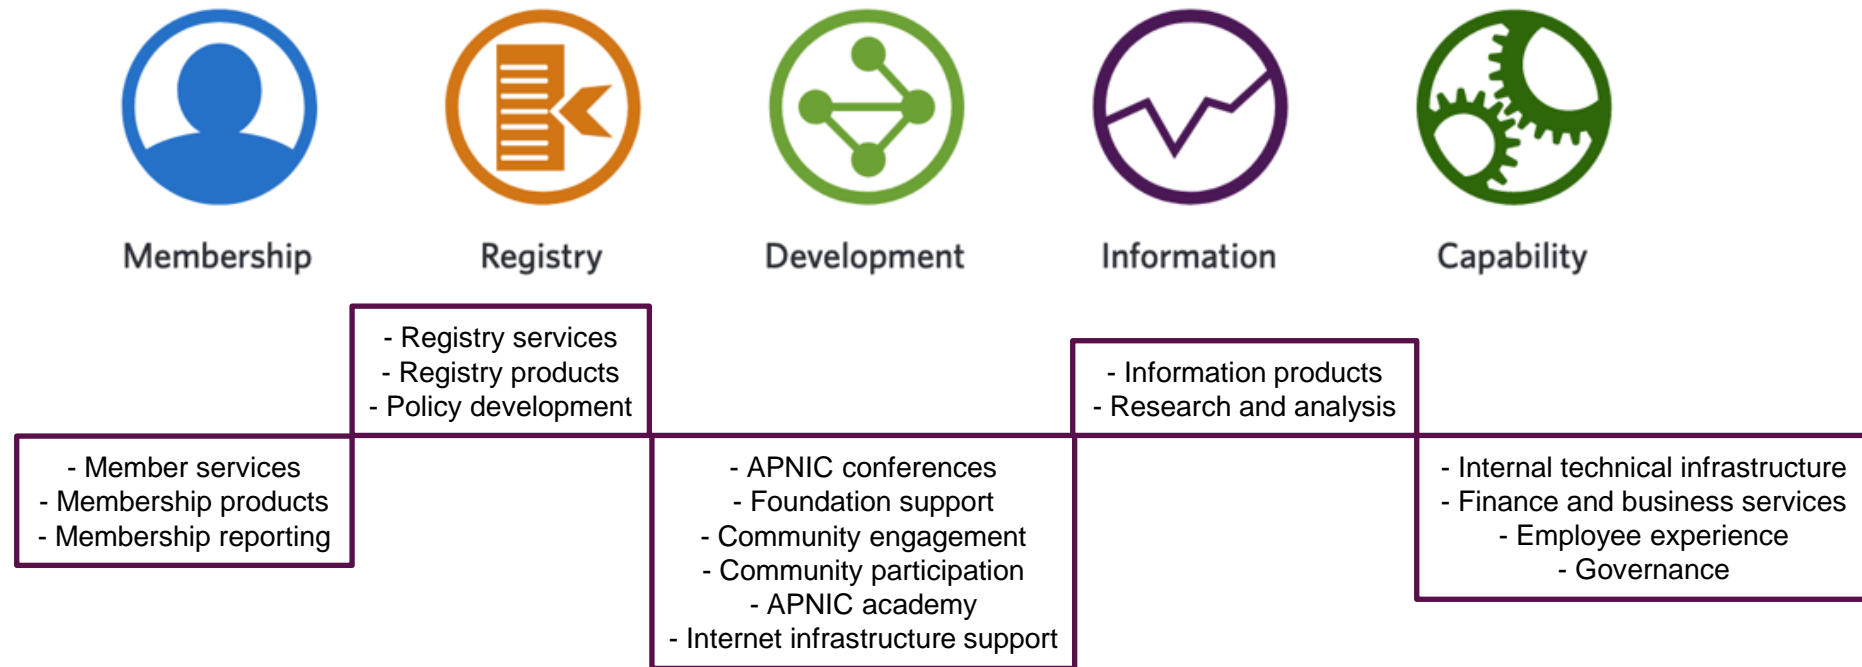 Membership
Registry
Development
Information
Capability
- Registry services
- Registry products
- Policy development
- Information products
- Research and analysis
- Member services
- Membership products
- Membership reporting
- APNIC conferences
- Foundation support
- Community engagement
- Community participation
- APNIC academy
- Internet infrastructure support
- Internal technical infrastructure
- Finance and business services
- Employee experience
- Governance